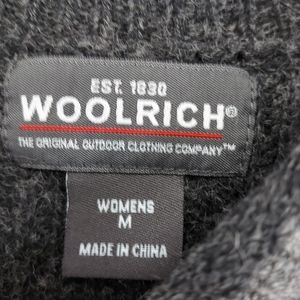 EST. 1830
WOOLRICH®
THE ORIGINAL OUTDOOR CLOTHING COMPANY™
WOMENS
M
MADE IN CHINA